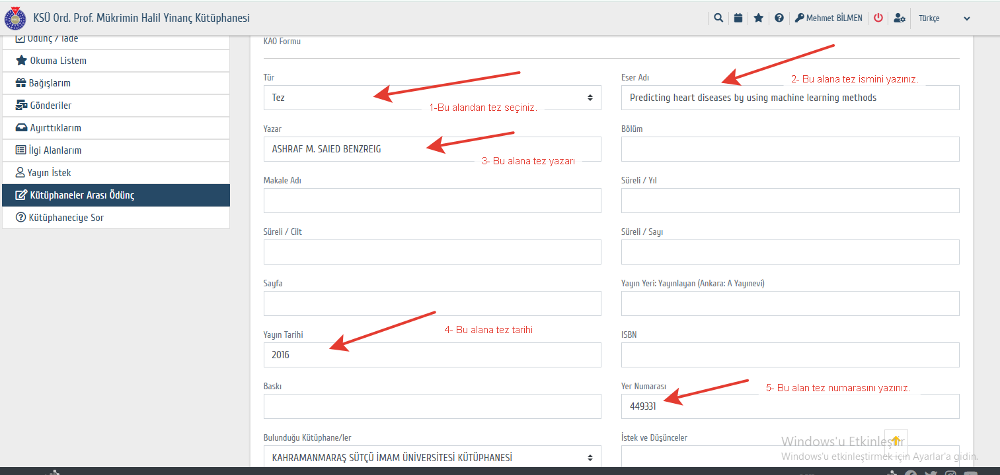 KSÜ Ord. Prof. Mükrimin Halil Yinanç Kütüphanesi
Mehmet BİLMEN
Türkçe
Ödünç / İade
Okuma Listem
Bağışlarım
Gönderiler
Ayırttıklarım
İlgi Alanlarım
Yayın İstek
Kütüphaneler Arası Ödünç
Kütüphaneciye Sor
KAÖ Formu
Tür
Tez
1-Bu alandan tez seçiniz.
Eser Adı
2- Bu alana tez ismini yazınız.
Predicting heart diseases by using machine learning methods
Yazar
ASHRAF M. SAIED BENZREIG
3- Bu alana tez yazarı
Bölüm
Makale Adı
Süreli / Yıl
Süreli / Cilt
Süreli / Sayı
Sayfa
Yayın Yeri: Yayınlayan (Ankara: A Yayınevi)
Yayın Tarihi
4- Bu alana tez tarihi
2016
ISBN
Baskı
Yer Numarası
5- Bu alan tez numarasını yazınız.
449331
Bulunduğu Kütüphane/ler
KAHRAMANMARAŞ SÜTÇÜ İMAM ÜNİVERSİTESİ KÜTÜPHANESİ
İstek ve Düşünceler
Windows'u Etkinleştir
Windows'u etkinleştirmek için Ayarlar'a gidin.